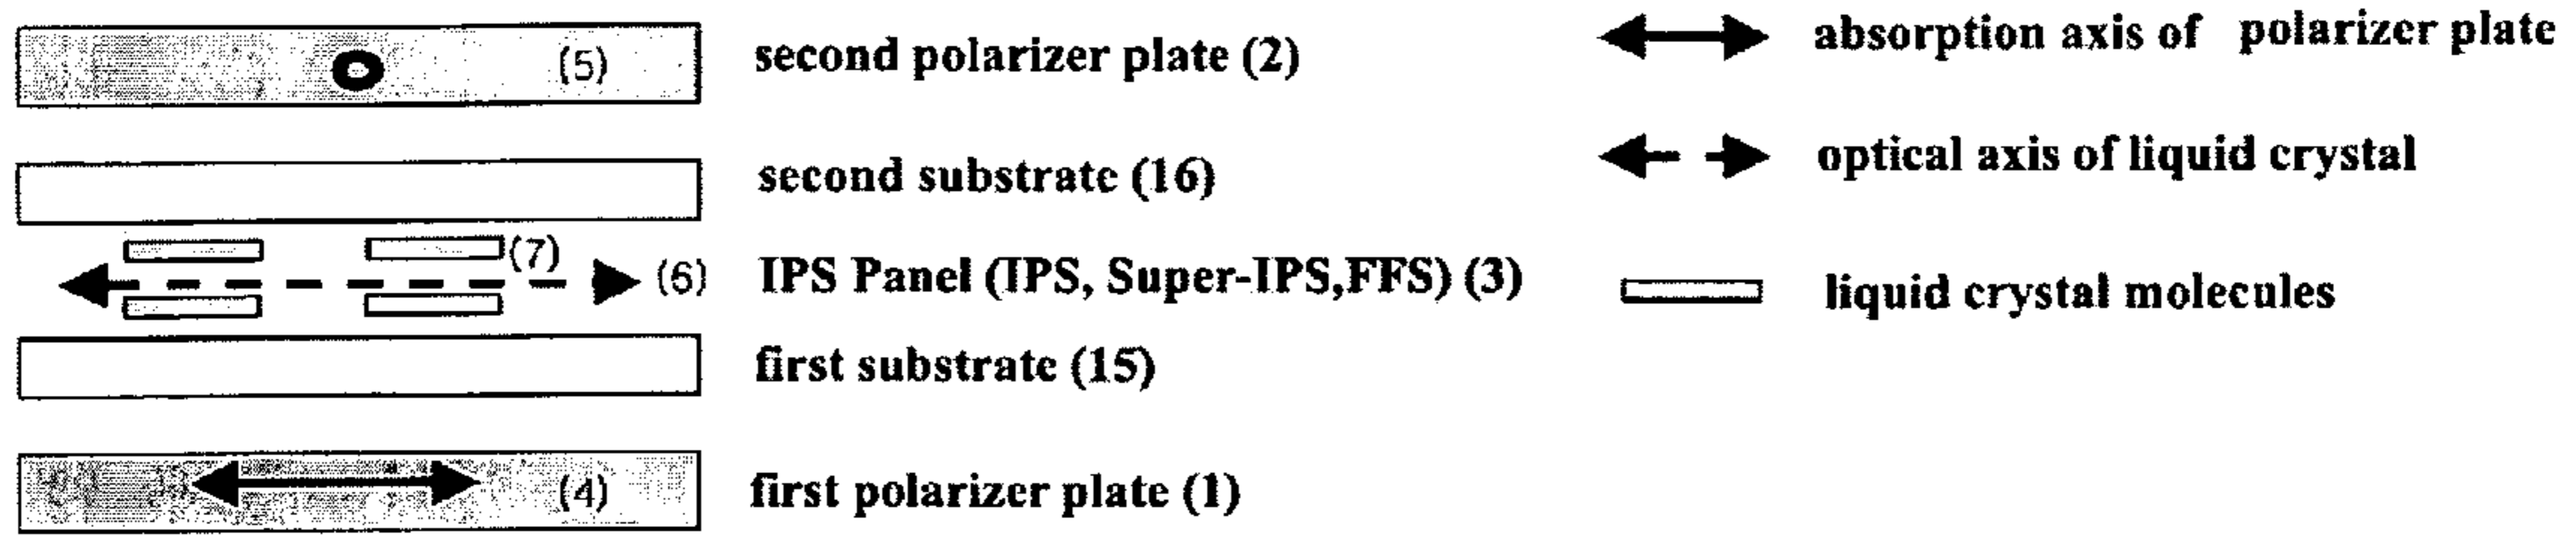 (5) second polarizer plate (2)
second substrate (16)
(7)
(6) IPS Panel (IPS, Super-IPS,FFS) (3)
first substrate (15)
(4) first polarizer plate (1)
absorption axis of polarizer plate
optical axis of liquid crystal
liquid crystal molecules